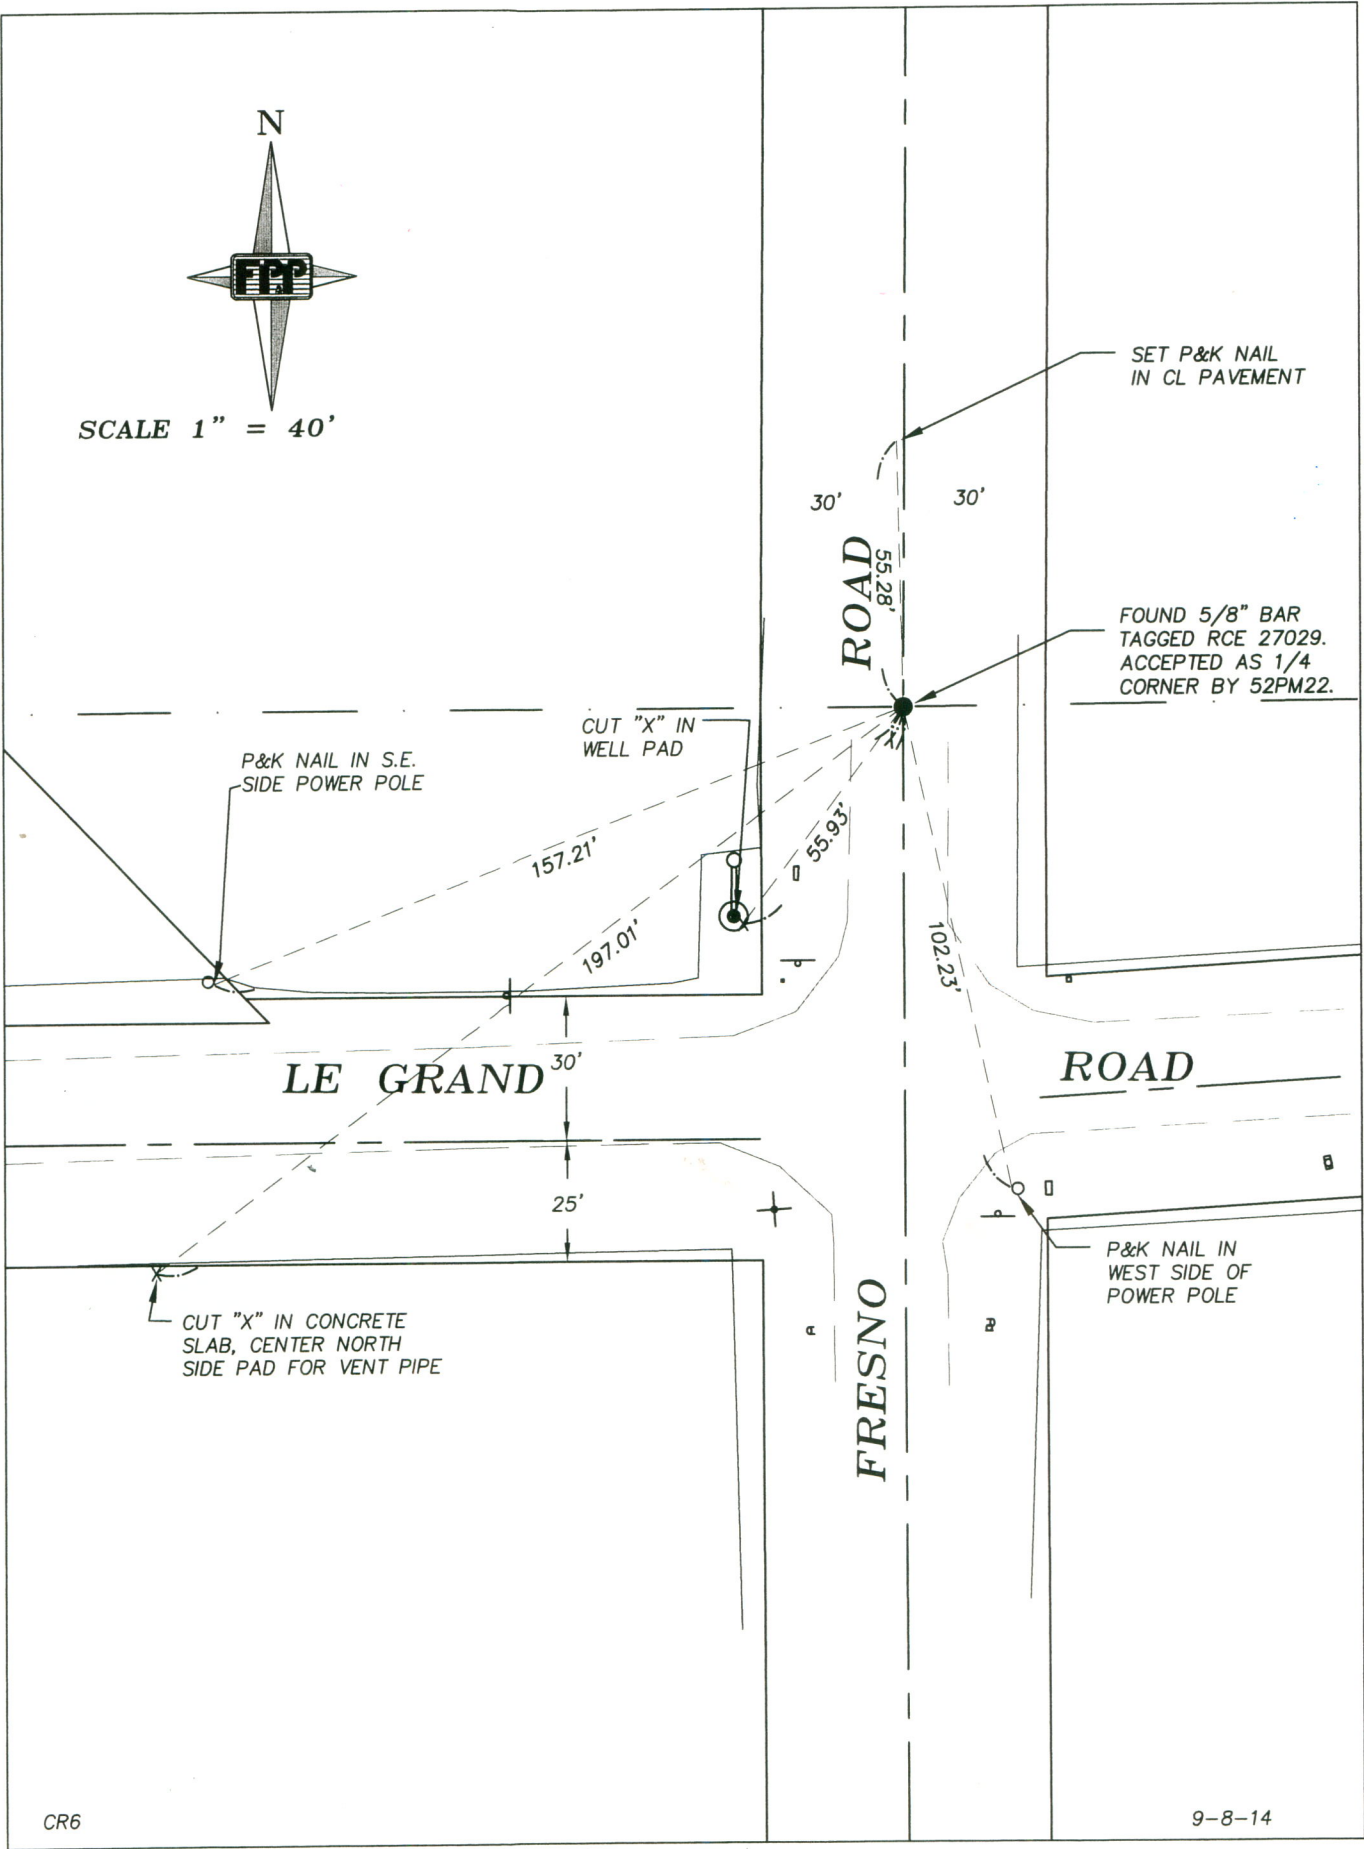 N
FP&P
SCALE 1" = 40'
SET P&K NAIL
IN CL PAVEMENT
30'
30'
ROAD
55.28'
FOUND 5/8" BAR
TAGGED RCE 27029.
ACCEPTED AS 1/4
CORNER BY 52PM22.
CUT "X" IN
WELL PAD
P&K NAIL IN S.E.
SIDE POWER POLE
157.21'
55.93'
197.01'
102.23'
LE GRAND
30'
ROAD
25'
P&K NAIL IN
WEST SIDE OF
POWER POLE
CUT "X" IN CONCRETE
SLAB, CENTER NORTH
SIDE PAD FOR VENT PIPE
FRESNO
CR6
9-8-14